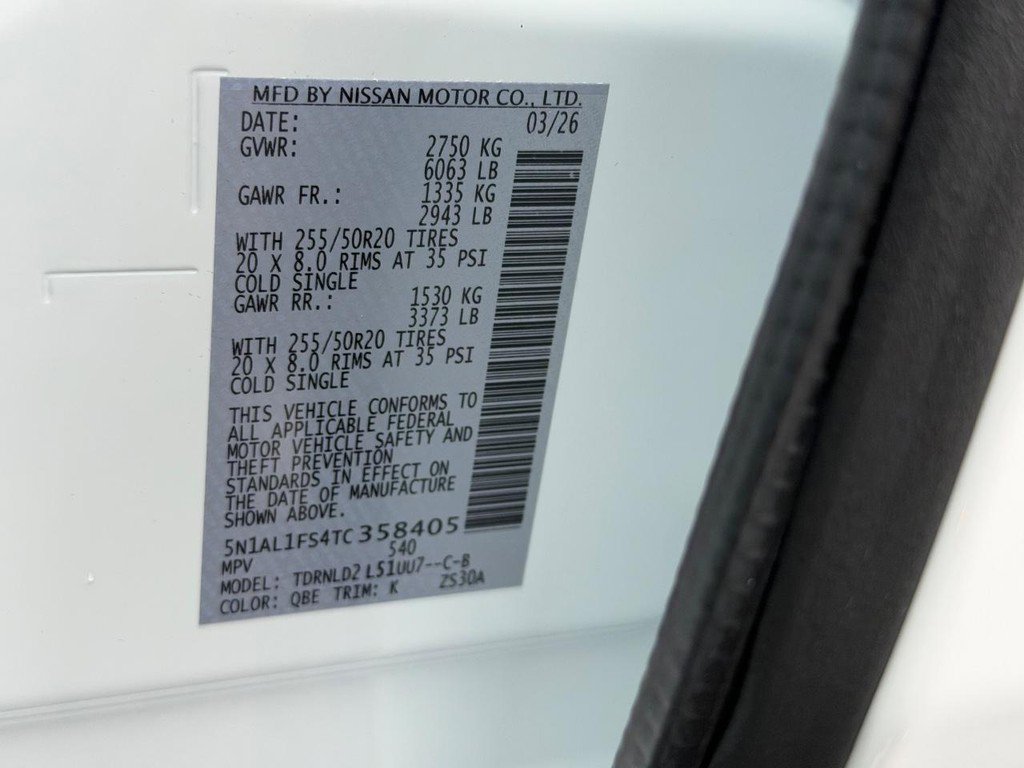 MFD BY NISSAN MOTOR CO., LTD.
DATE: 03/26
GVWR: 2750 KG
6063 LB
GAWR FR.: 1335 KG
2943 LB
WITH 255/50R20 TIRES
20 X 8.0 RIMS AT 35 PSI
COLD SINGLE
GAWR RR.: 1530 KG
3373 LB
WITH 255/50R20 TIRES
20 X 8.0 RIMS AT 35 PSI
COLD SINGLE
THIS VEHICLE CONFORMS TO
ALL APPLICABLE FEDERAL
MOTOR VEHICLE SAFETY AND
THEFT PREVENTION
STANDARDS IN EFFECT ON
THE DATE OF MANUFACTURE
SHOWN ABOVE.
5N1AL1FS4TC358405
MPV 540
MODEL: TDRNLD2 L51UU7--C-B
COLOR: QBE TRIM: K ZS30A